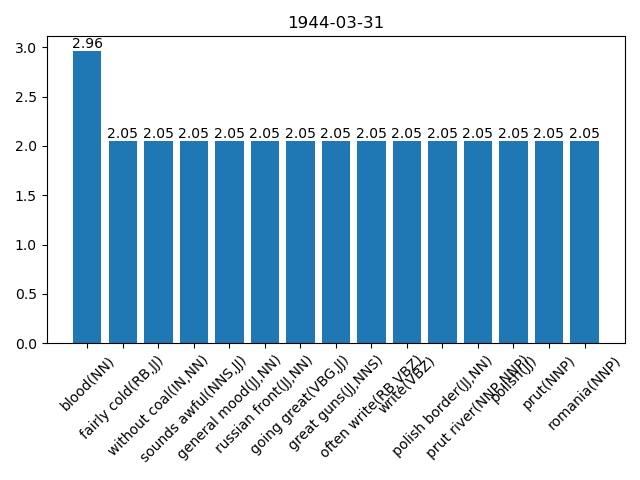 1944-03-31
2.96
2.05 2.05 2.05 2.05 2.05 2.05 2.05 2.05 2.05 2.05 2.05 2.05 2.05 2.05
3.0
2.5
2.0
1.5
1.0
0.5
0.0
blood(NN)
fairly cold(RB,JJ)
without coal(IN,NN)
sounds awful(NNS,JJ)
general mood(JJ,NN)
russian front(JJ,NN)
going great(VBG,JJ)
great guns(JJ,NNS)
often write(RB,VBZ)
write(VBZ)
polish border(JJ,NN)
prut river(NNP,NNP)
polish(JJ)
prut(NNP)
romania(NNP)